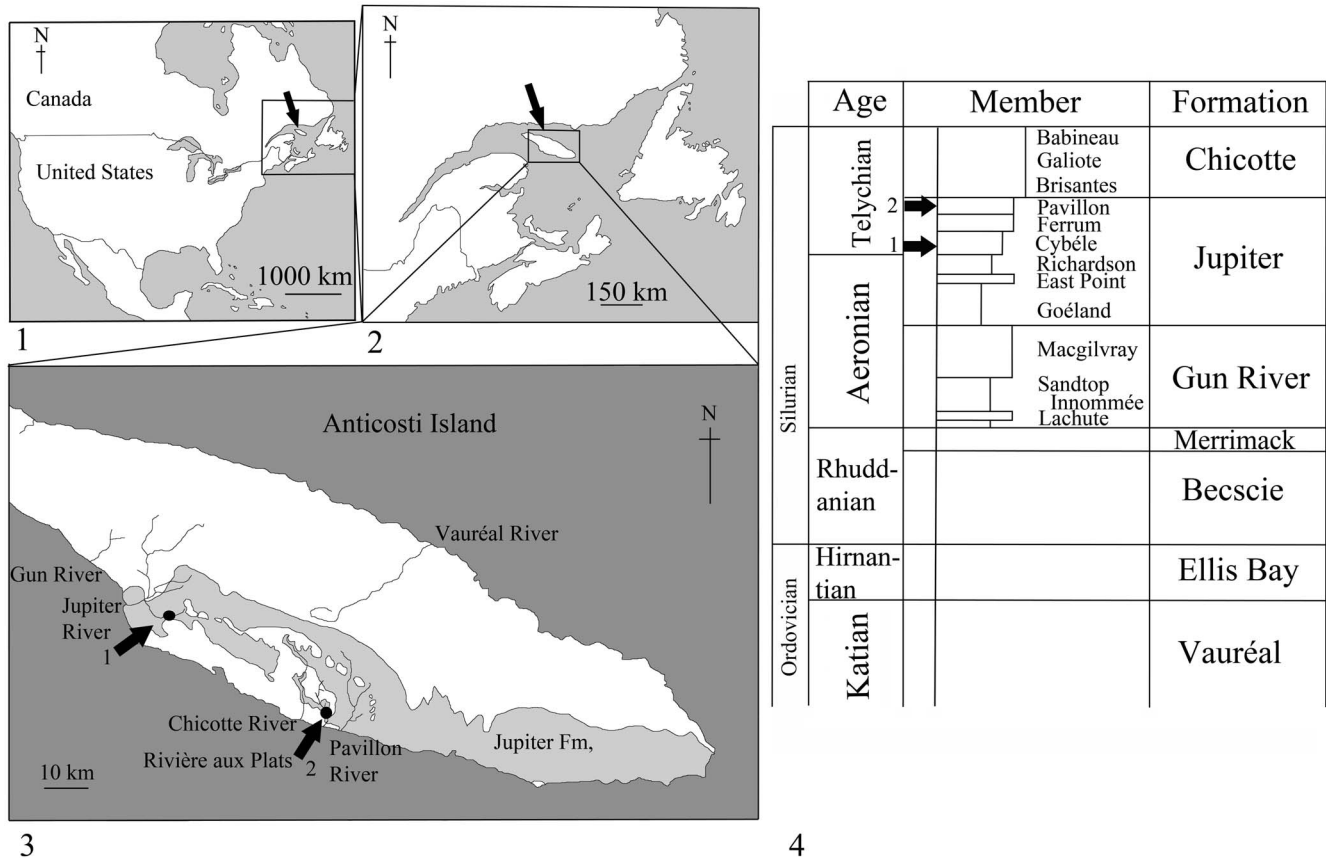 N
Canada
United States
1000 km
1
N
150 km
2
Anticosti Island
N
Vauréal River
Gun River
Jupiter
River
1
Chicotte River
Rivière aux Plats
2
Pavillon
River
Jupiter Fm,
10 km
3
Age
Member
Formation
Silurian
Telychian
2
1
Babineau
Galiote
Brisantes
Chicotte
Pavillon
Ferrum
Cybéle
Richardson
East Point
Goéland
Jupiter
Aeronian
Macgilvray
Sandtop
Innommée
Lachute
Gun River
Merrimack
Rhudd-
anian
Becscie
Ordovician
Hirnan-
tian
Ellis Bay
Katian
Vauréal
4